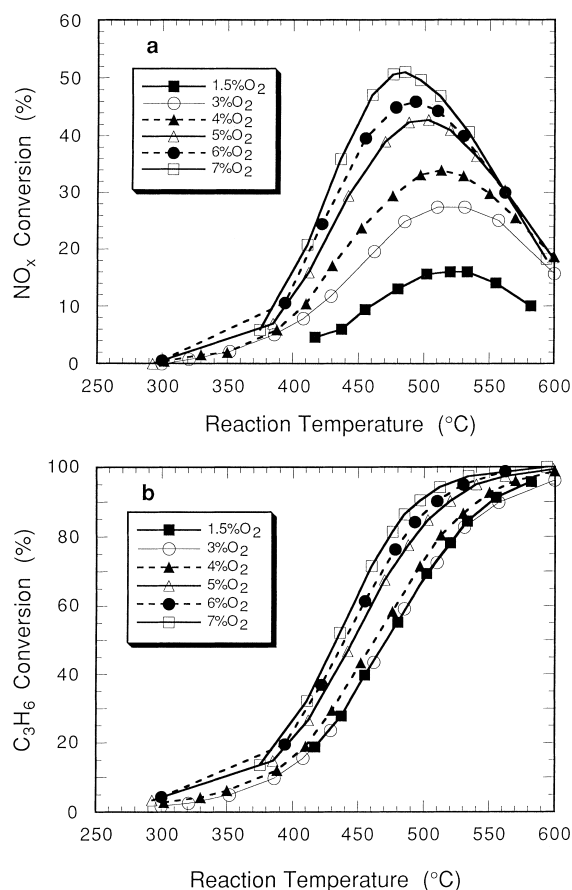 a
60
50
40
30
20
10
0
NOx Conversion (%)
1.5%O2
3%O2
4%O2
5%O2
6%O2
7%O2
250 300 350 400 450 500 550 600
Reaction Temperature (°C)
b
100
80
60
40
20
0
C3H6 Conversion (%)
1.5%O2
3%O2
4%O2
5%O2
6%O2
7%O2
250 300 350 400 450 500 550 600
Reaction Temperature (°C)